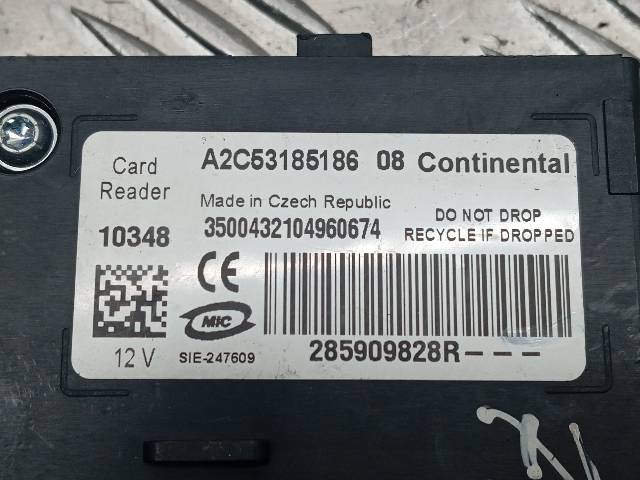 Card Reader
A2C53185186 08 Continental
Made in Czech Republic
10348
3500432104960674
DO NOT DROP
RECYCLE IF DROPPED
CE
MIC
12 V
SIE-247609
285909828R---